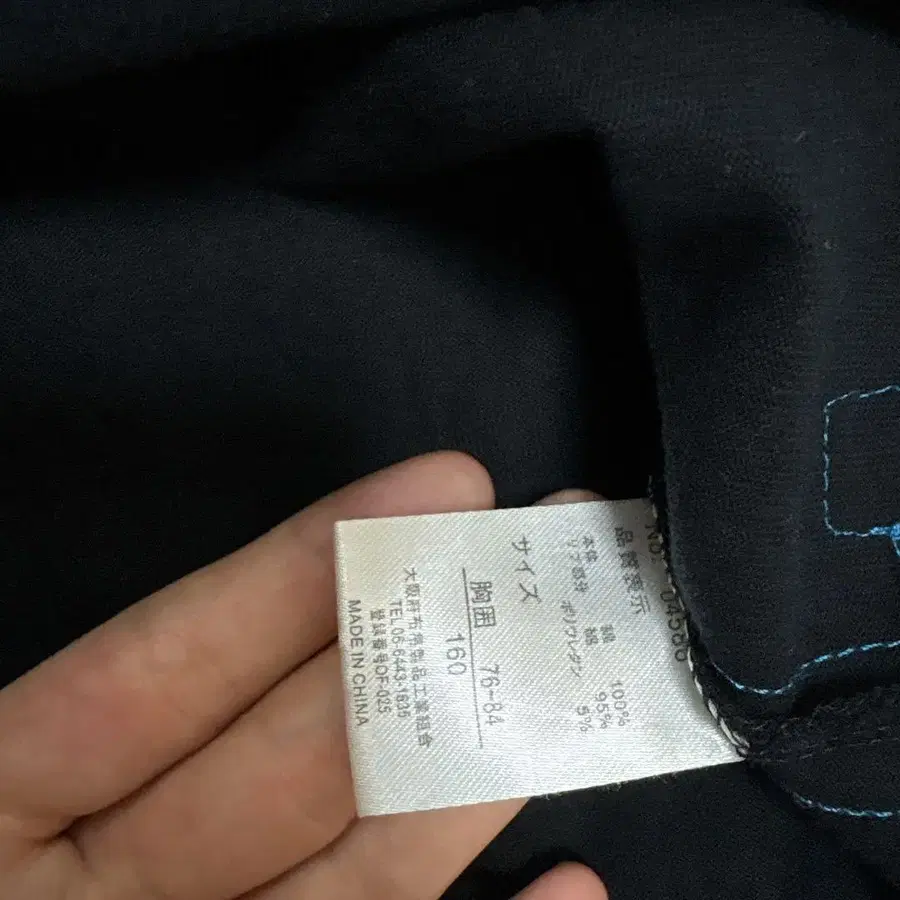 品質表示
本体 綿 100%
リブ部分 綿 95%
ポリウレタン 5%
サイズ
胸囲 76-84
160
大阪府布帛製品工業組合
TEL.06-6443-1635
登録番号OF-025
MADE IN CHINA